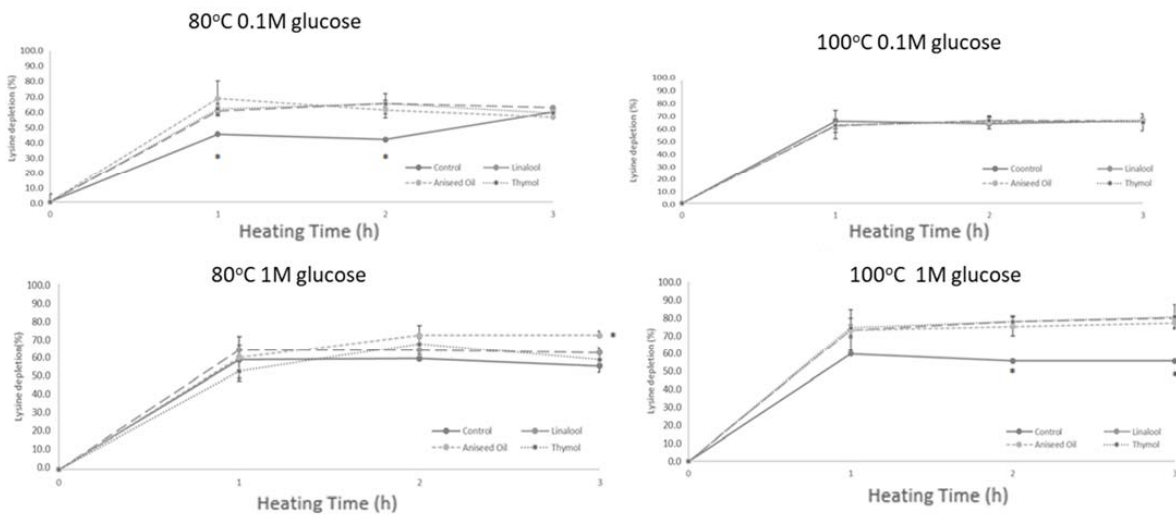 80°C 0.1M glucose
100.0
90.0
80.0
70.0
60.0
50.0
40.0
30.0
20.0
10.0
0.0
Lysine depletion (%)
Control
Linalool
Aniseed Oil
Thymol
0
1
2
3
Heating Time (h)
100°C 0.1M glucose
100.0
90.0
80.0
70.0
60.0
50.0
40.0
30.0
20.0
10.0
0.0
Lysine depletion (%)
Coontrol
Linalool
Aniseed Oil
Thymol
0
1
2
3
Heating Time (h)
80°C 1M glucose
100.0
90.0
80.0
70.0
60.0
50.0
40.0
30.0
20.0
10.0
0.0
Lysine depletion(%)
Control
Linalool
Aniseed Oil
Thymol
0
1
2
3
Heating Time (h)
100°C 1M glucose
100.0
90.0
80.0
70.0
60.0
50.0
40.0
30.0
20.0
10.0
0.0
Lysine depletion (%)
Control
Linalool
Aniseed Oil
Thymol
0
1
2
3
Heating Time (h)